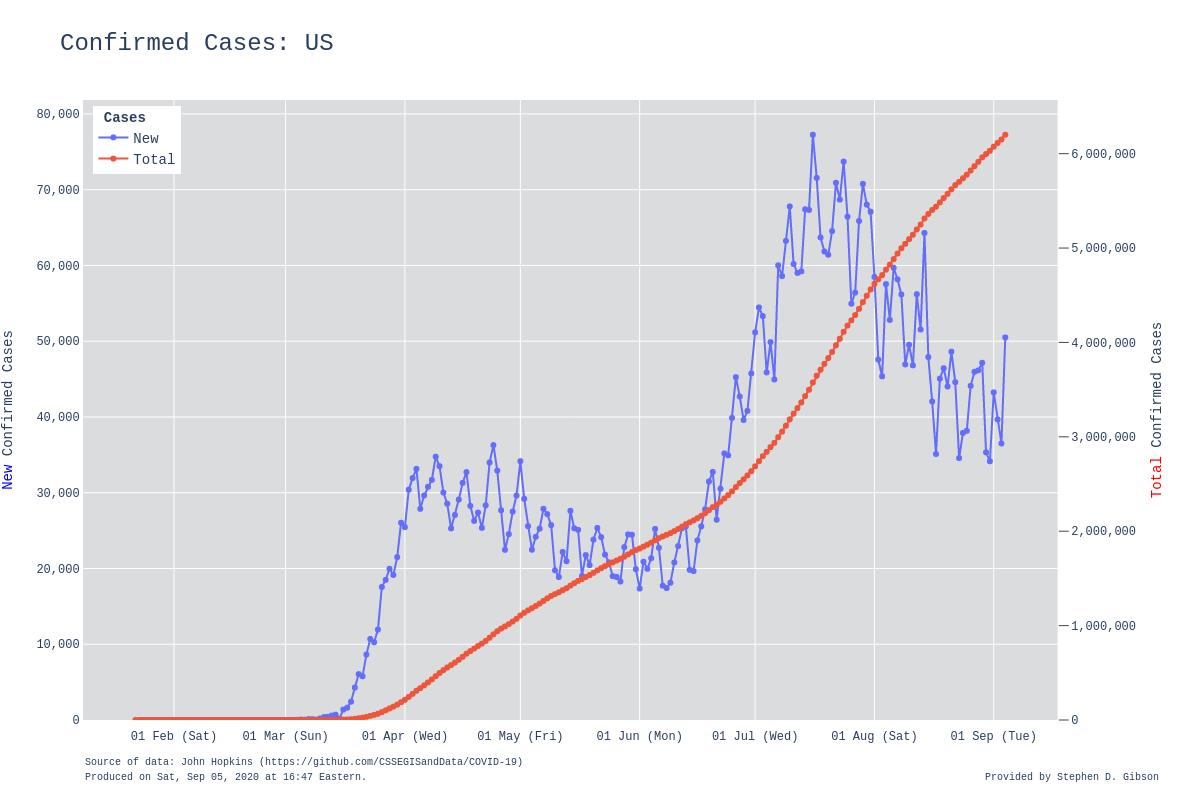 Confirmed Cases: US
Cases
New
Total
80,000
70,000
60,000
50,000
40,000
30,000
20,000
10,000
0
New Confirmed Cases
6,000,000
5,000,000
4,000,000
3,000,000
2,000,000
1,000,000
0
Total Confirmed Cases
01 Feb (Sat) 01 Mar (Sun) 01 Apr (Wed) 01 May (Fri) 01 Jun (Mon) 01 Jul (Wed) 01 Aug (Sat) 01 Sep (Tue)
Source of data: John Hopkins (https://github.com/CSSEGISandData/COVID-19)
Produced on Sat, Sep 05, 2020 at 16:47 Eastern.
Provided by Stephen D. Gibson